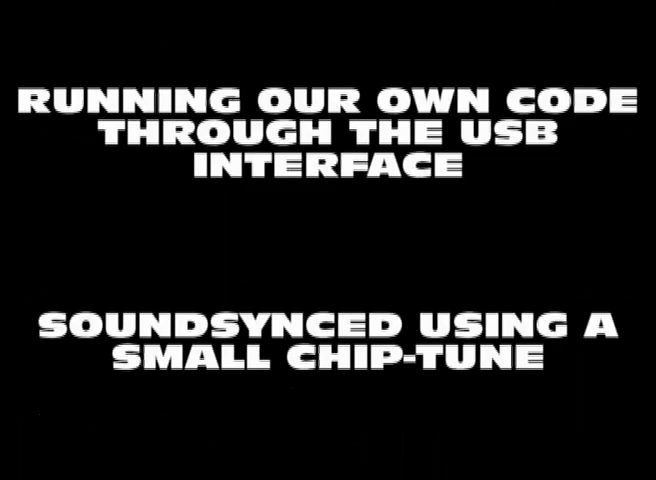 RUNNING OUR OWN CODE
THROUGH THE USB
INTERFACE
SOUNDSYNCED USING A
SMALL CHIP-TUNE